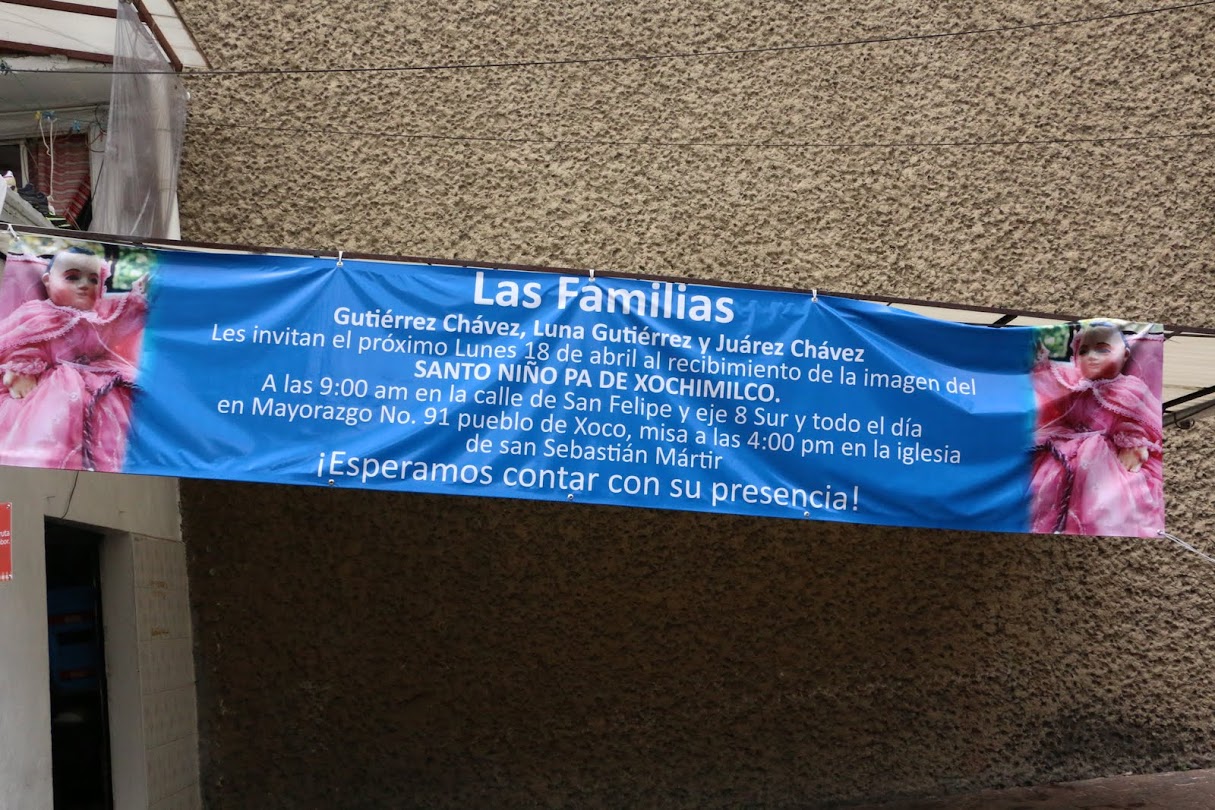 Las Familias
Gutiérrez Chávez, Luna Gutiérrez y Juárez Chávez
Les invitan el próximo Lunes 18 de abril al recibimiento de la imagen del
SANTO NIÑO PA DE XOCHIMILCO.
A las 9:00 am en la calle de San Felipe y eje 8 Sur y todo el día
en Mayorazgo No. 91 pueblo de Xoco, misa a las 4:00 pm en la iglesia
de san Sebastián Mártir
¡Esperamos contar con su presencia!